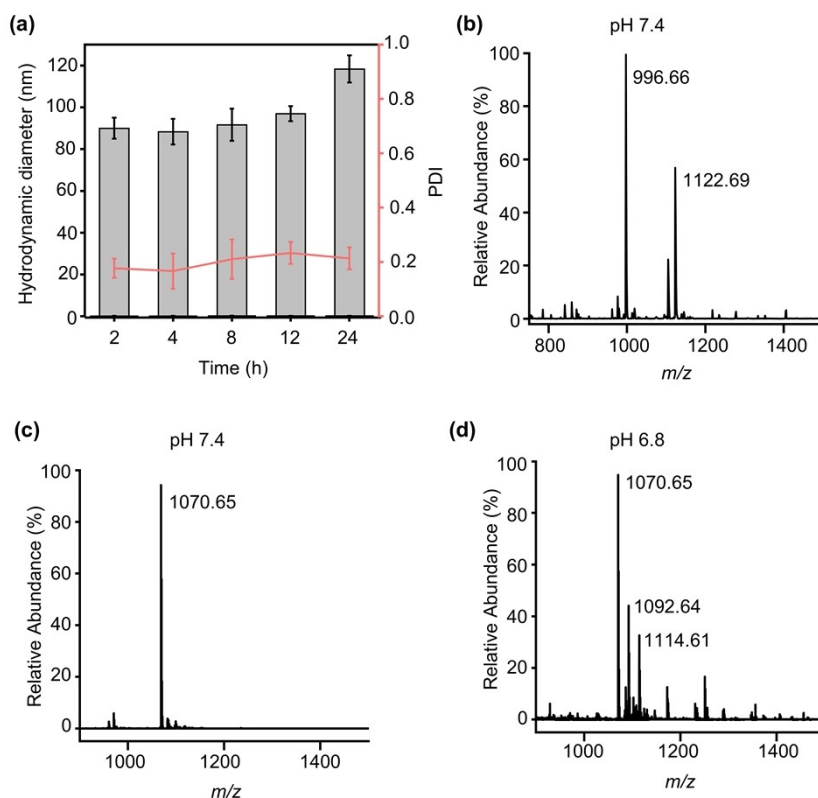 (a)
Hydrodynamic diameter (nm)
120
100
80
60
40
20
0
1.0
0.8
0.6
0.4
0.2
0.0
PDI
2 4 8 12 24
Time (h)
(b)
pH 7.4
Relative Abundance (%)
100
80
60
40
20
0
996.66
1122.69
800 1000 1200 1400
m/z
(c)
pH 7.4
Relative Abundance (%)
100
80
60
40
20
0
1070.65
1000 1200 1400
m/z
(d)
pH 6.8
Relative Abundance (%)
100
80
60
40
20
0
1070.65
1092.64
1114.61
1000 1200 1400
m/z